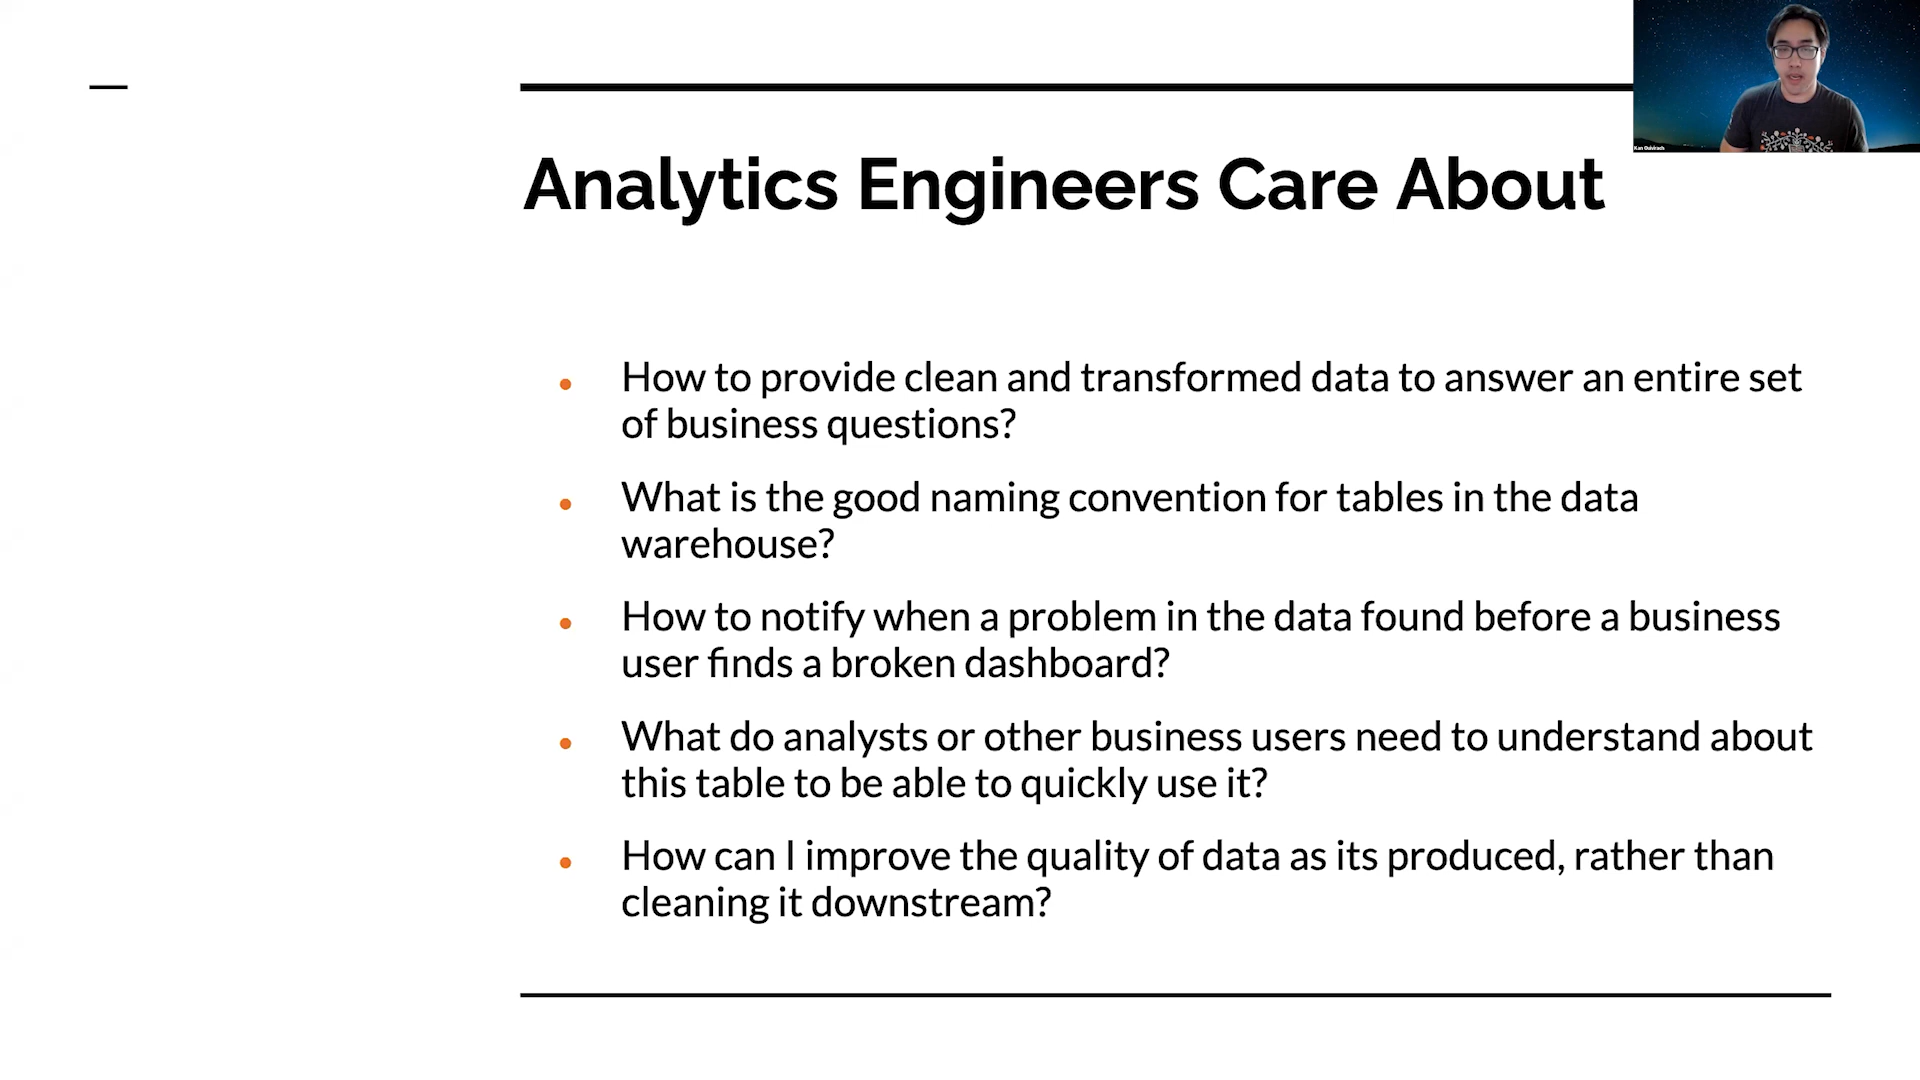 Analytics Engineers Care About
How to provide clean and transformed data to answer an entire set
of business questions?
What is the good naming convention for tables in the data
warehouse?
How to notify when a problem in the data found before a business
user finds a broken dashboard?
What do analysts or other business users need to understand about
this table to be able to quickly use it?
How can I improve the quality of data as its produced, rather than
cleaning it downstream?
Kan Ouivirach